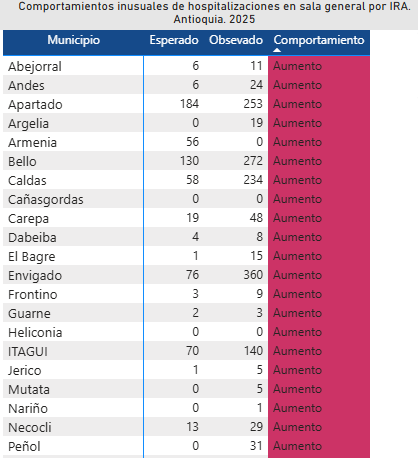 Comportamientos inusuales de hospitalizaciones en sala general por IRA.
Antioquia. 2025
Municipio Esperado Obsevado Comportamiento
Abejorral 6 11 Aumento
Andes 6 24 Aumento
Apartado 184 253 Aumento
Argelia 0 19 Aumento
Armenia 56 0 Aumento
Bello 130 272 Aumento
Caldas 58 234 Aumento
Cañasgordas 0 0 Aumento
Carepa 19 48 Aumento
Dabeiba 4 8 Aumento
El Bagre 1 15 Aumento
Envigado 76 360 Aumento
Frontino 3 9 Aumento
Guarne 2 3 Aumento
Heliconia 0 0 Aumento
ITAGUI 70 140 Aumento
Jerico 1 5 Aumento
Mutata 0 5 Aumento
Nariño 0 1 Aumento
Necocli 13 29 Aumento
Peñol 0 31 Aumento